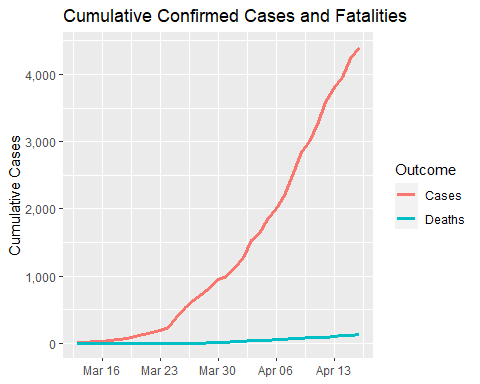 Cumulative Confirmed Cases and Fatalities
Cumulative Cases
4,000
3,000
2,000
1,000
0
Mar 16 Mar 23 Mar 30 Apr 06 Apr 13
Outcome
Cases
Deaths